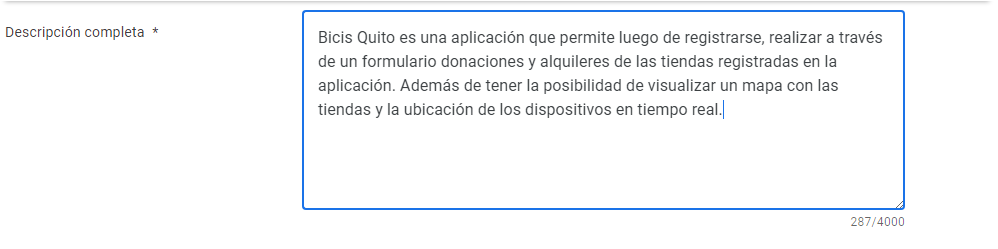 Descripción completa *
Bicis Quito es una aplicación que permite luego de registrarse, realizar a través
de un formulario donaciones y alquileres de las tiendas registradas en la
aplicación. Además de tener la posibilidad de visualizar un mapa con las
tiendas y la ubicación de los dispositivos en tiempo real.
287/4000